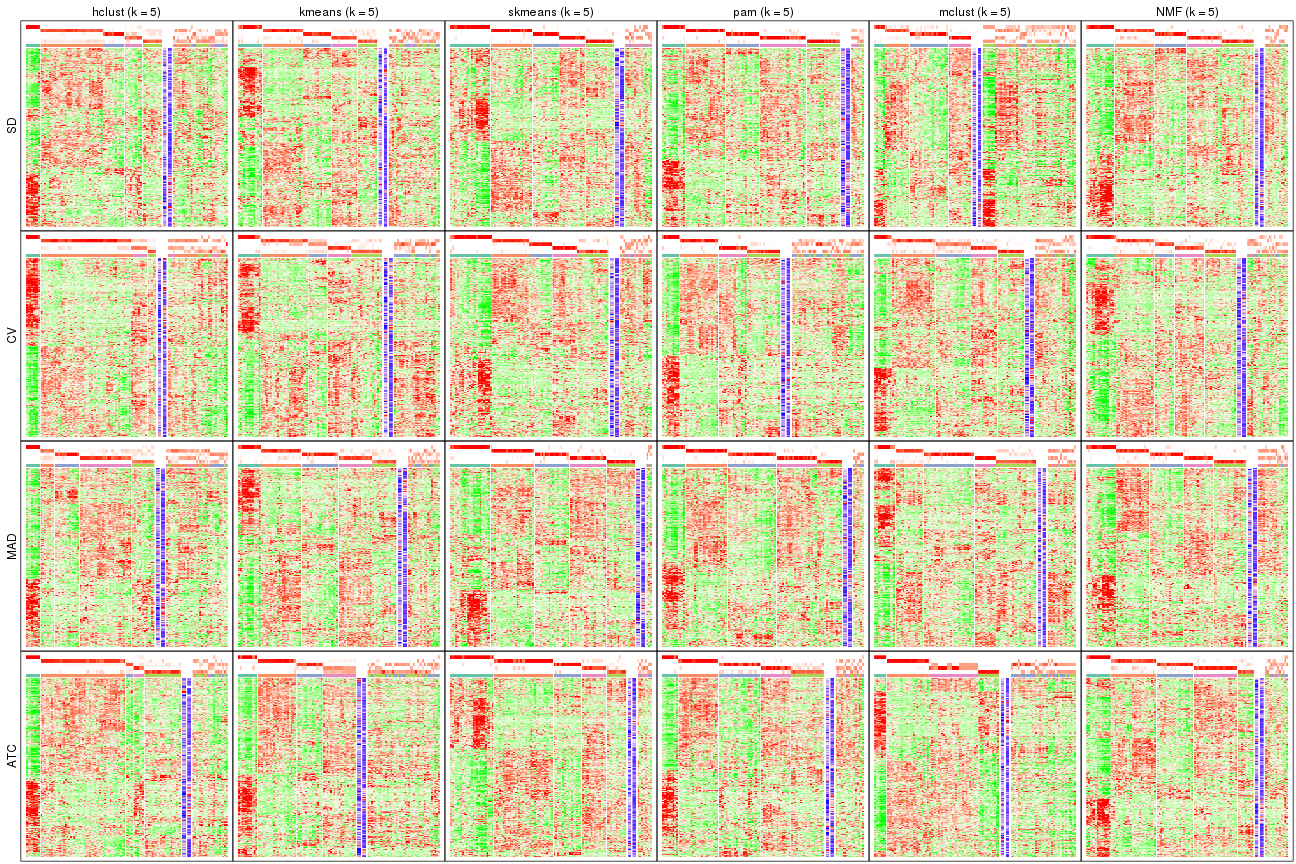 hclust (k = 5) kmeans (k = 5) skmeans (k = 5) pam (k = 5) mclust (k = 5) NMF (k = 5)
SD
CV
MAD
ATC